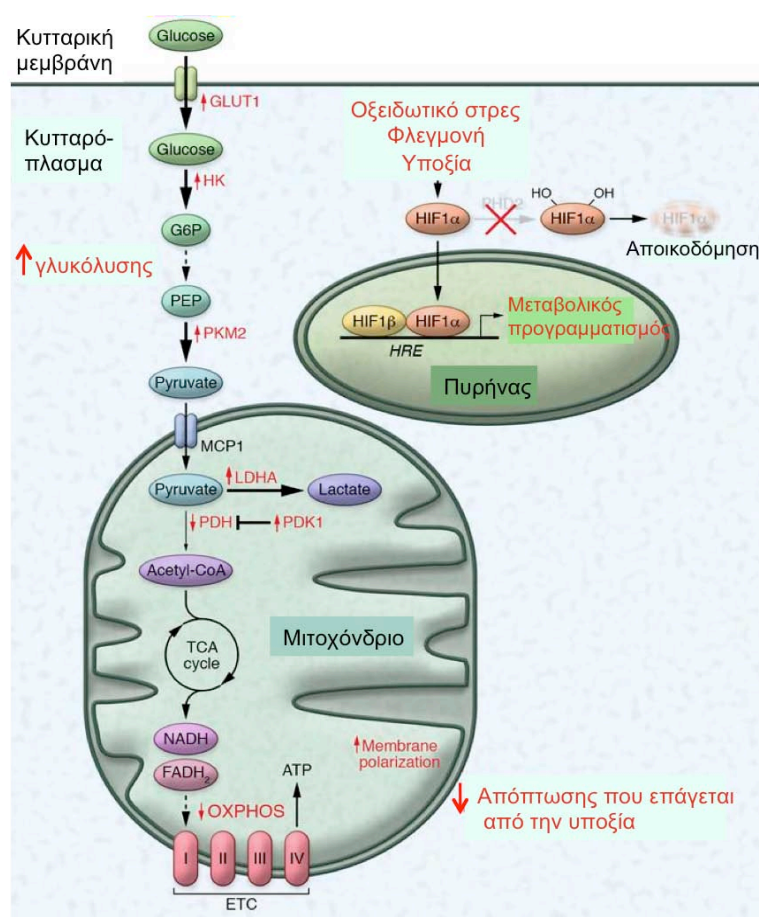 Κυτταρική
μεμβράνη
Glucose
GLUT1
Κυτταρό-
πλασμα
Glucose
HK
G6P
↑ γλυκόλυσης
PEP
PKM2
Pyruvate
MCP1
Οξειδωτικό στρες
Φλεγμονή
Υποξία
HIF1α
PHD2
HO
OH
HIF1α
HIF1α
Αποικοδόμηση
HIF1β
HIF1α
HRE
Μεταβολικός
προγραμματισμός
Πυρήνας
Pyruvate
↑ LDHA
Lactate
↓ PDH
↑ PDK1
Acetyl-CoA
TCA
cycle
Μιτοχόνδριο
NADH
FADH₂
↑ Membrane
polarization
ATP
↓ OXPHOS
I
II
III
IV
ETC
↓ Απόπτωσης που επάγεται
από την υποξία